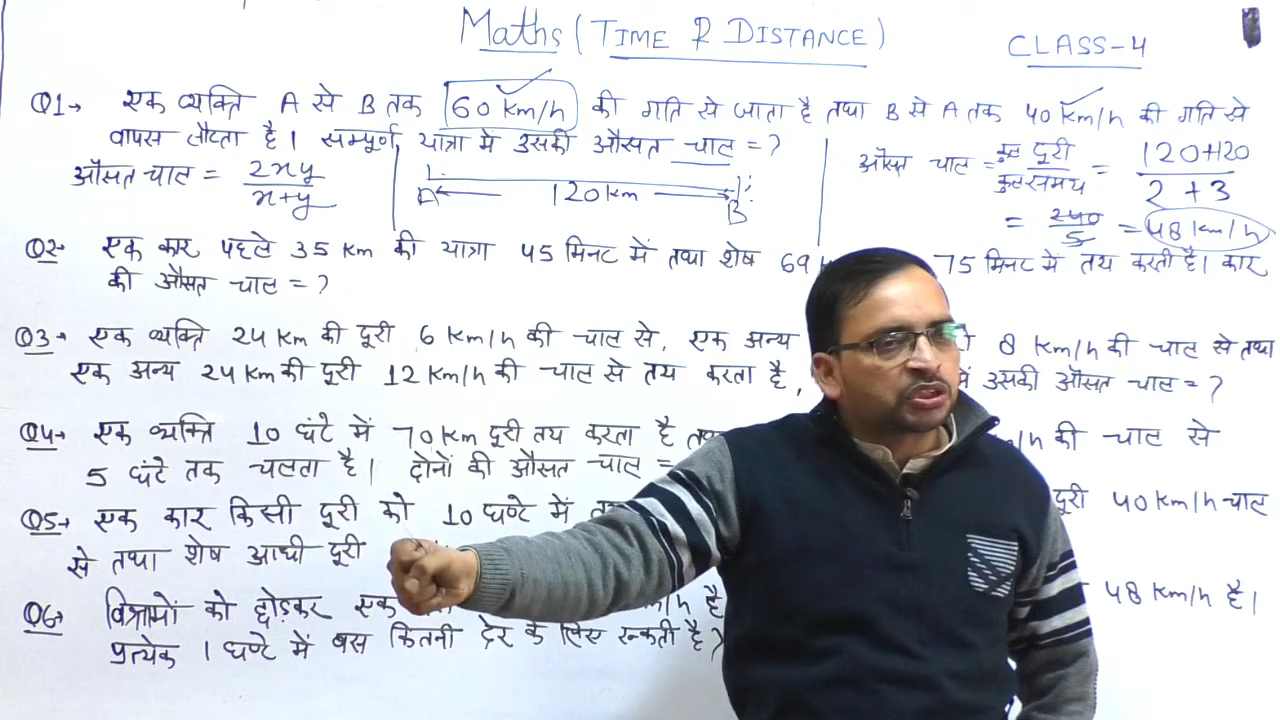 Maths (TIME & DISTANCE)
CLASS-4
Q1→ एक व्यक्ति A से B तक 60 Km/h की गति से जाता है तथा B से A तक 40 Km/h की गति से
वापस लौटता है। सम्पूर्ण यात्रा में उसकी औसत चाल = ?
औसत चाल = 2xy / x+y
A ← 120km → B
औसत चाल = कुल दूरी / कुल समय = 120+120 / 2+3
= 240 / 5 = 48 km/h
Q2- एक कार पहले 35 Km की यात्रा 45 मिनट में तथा शेष 69 75 मिनट में तय करती है। कार
की औसत चाल = ?
Q3→ एक व्यक्ति 24 Km की दूरी 6 Km/h की चाल से, एक अन्य 8 Km/h की चाल से तथा
एक अन्य 24 Km की दूरी 12 Km/h की चाल से तय करता है, उसकी औसत चाल = ?
Q4→ एक व्यक्ति 10 घंटे में 70 Km दूरी तय करता है की चाल से
5 घंटे तक चलता है। दोनों की औसत चाल =
Q5→ एक कार किसी दूरी को 10 घण्टे में दूरी 40 Km/h चाल
से तथा शेष आधी दूरी
Q6→ विश्रामों को छोड़कर एक है 48 Km/h है।
प्रत्येक 1 घण्टे में बस कितनी देर के लिए रुकती है?